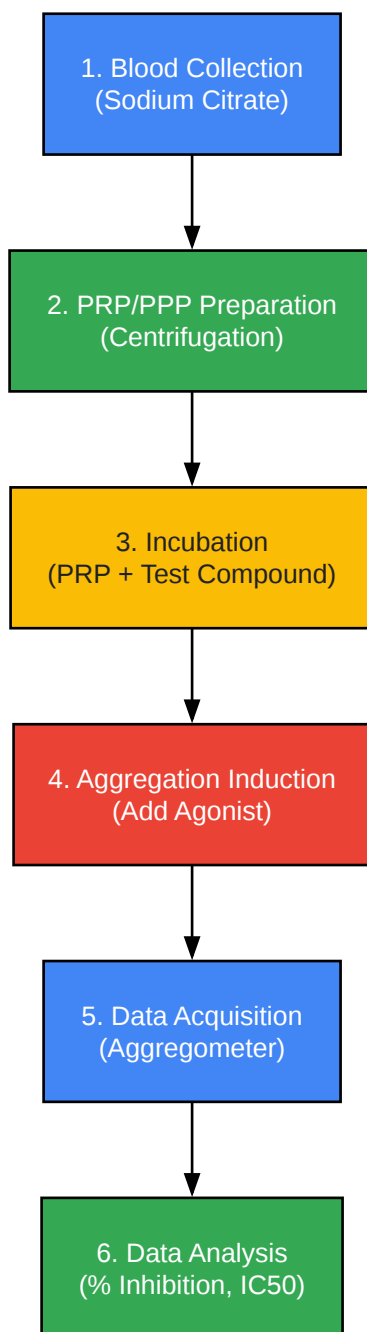 1. Blood Collection
(Sodium Citrate)
2. PRP/PPP Preparation
(Centrifugation)
3. Incubation
(PRP + Test Compound)
4. Aggregation Induction
(Add Agonist)
5. Data Acquisition
(Aggregometer)
6. Data Analysis
(% Inhibition, IC50)